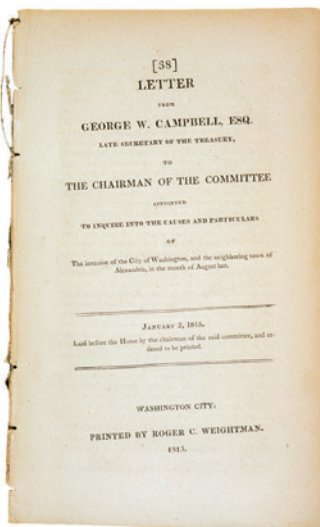 [38]
LETTER
FROM
GEORGE W. CAMPBELL, ESQ.
LATE SECRETARY OF THE TREASURY,
TO
THE CHAIRMAN OF THE COMMITTEE
APPOINTED
TO INQUIRE INTO THE CAUSES AND PARTICULARS
OF
The invasion of the City of Washington, and the neighboring town of
Alexandria, in the month of August last.
JANUARY 2, 1815.
Laid before the House by the chairman of the said committee, and or-
dered to be printed.
WASHINGTON CITY.
PRINTED BY ROGER C. WEIGHTMAN.
1815.